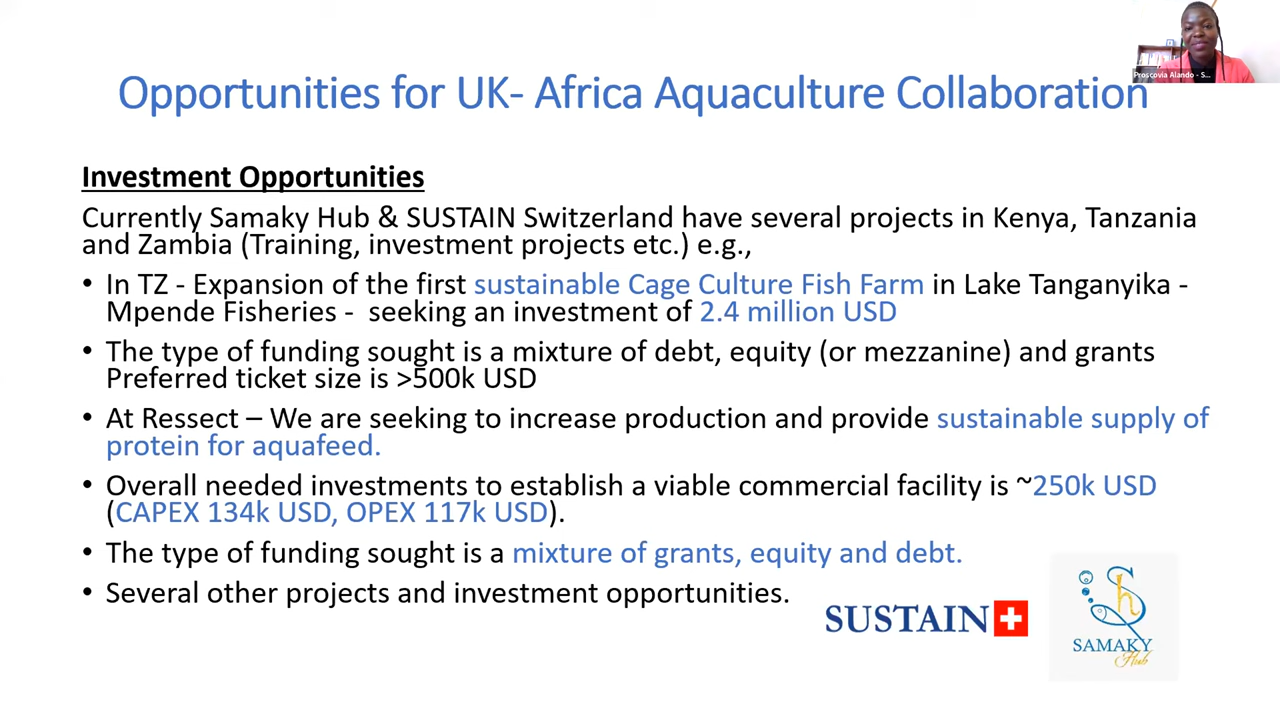 Proscovia Alando - S...
Opportunities for UK- Africa Aquaculture Collaboration
Investment Opportunities
Currently Samaky Hub & SUSTAIN Switzerland have several projects in Kenya, Tanzania
and Zambia (Training, investment projects etc.) e.g.,
• In TZ - Expansion of the first sustainable Cage Culture Fish Farm in Lake Tanganyika -
Mpende Fisheries - seeking an investment of 2.4 million USD
• The type of funding sought is a mixture of debt, equity (or mezzanine) and grants
Preferred ticket size is >500k USD
• At Ressect – We are seeking to increase production and provide sustainable supply of
protein for aquafeed.
• Overall needed investments to establish a viable commercial facility is ~250k USD
(CAPEX 134k USD, OPEX 117k USD).
• The type of funding sought is a mixture of grants, equity and debt.
• Several other projects and investment opportunities.
SUSTAIN
Sh
SAMAKY
Hub